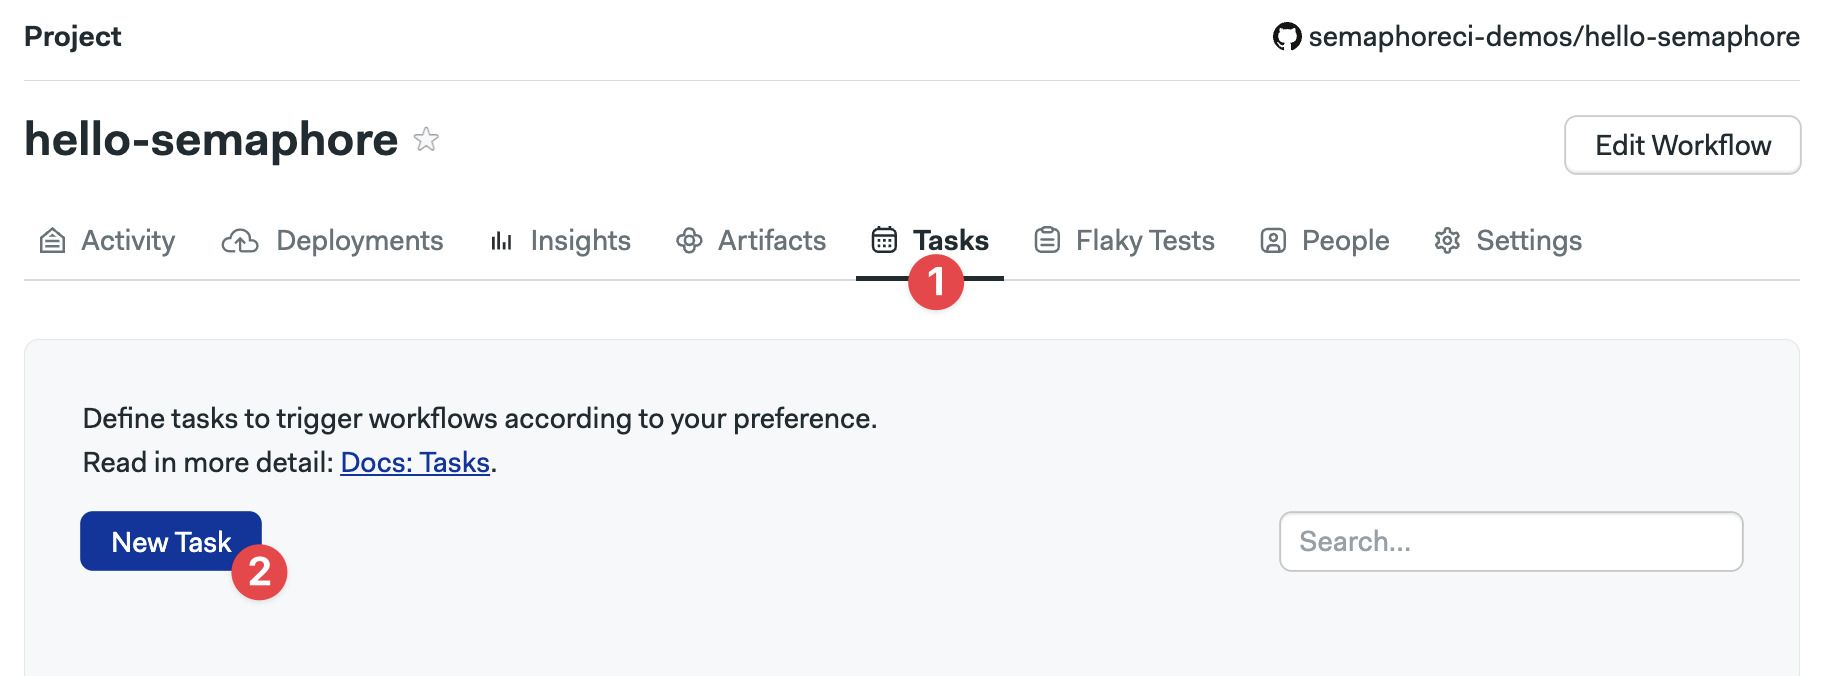 Project
semaphoreci-demos/hello-semaphore
hello-semaphore
Edit Workflow
Activity Deployments Insights Artifacts Tasks Flaky Tests People Settings
1
Define tasks to trigger workflows according to your preference.
Read in more detail: Docs: Tasks.
New Task
Search...
2